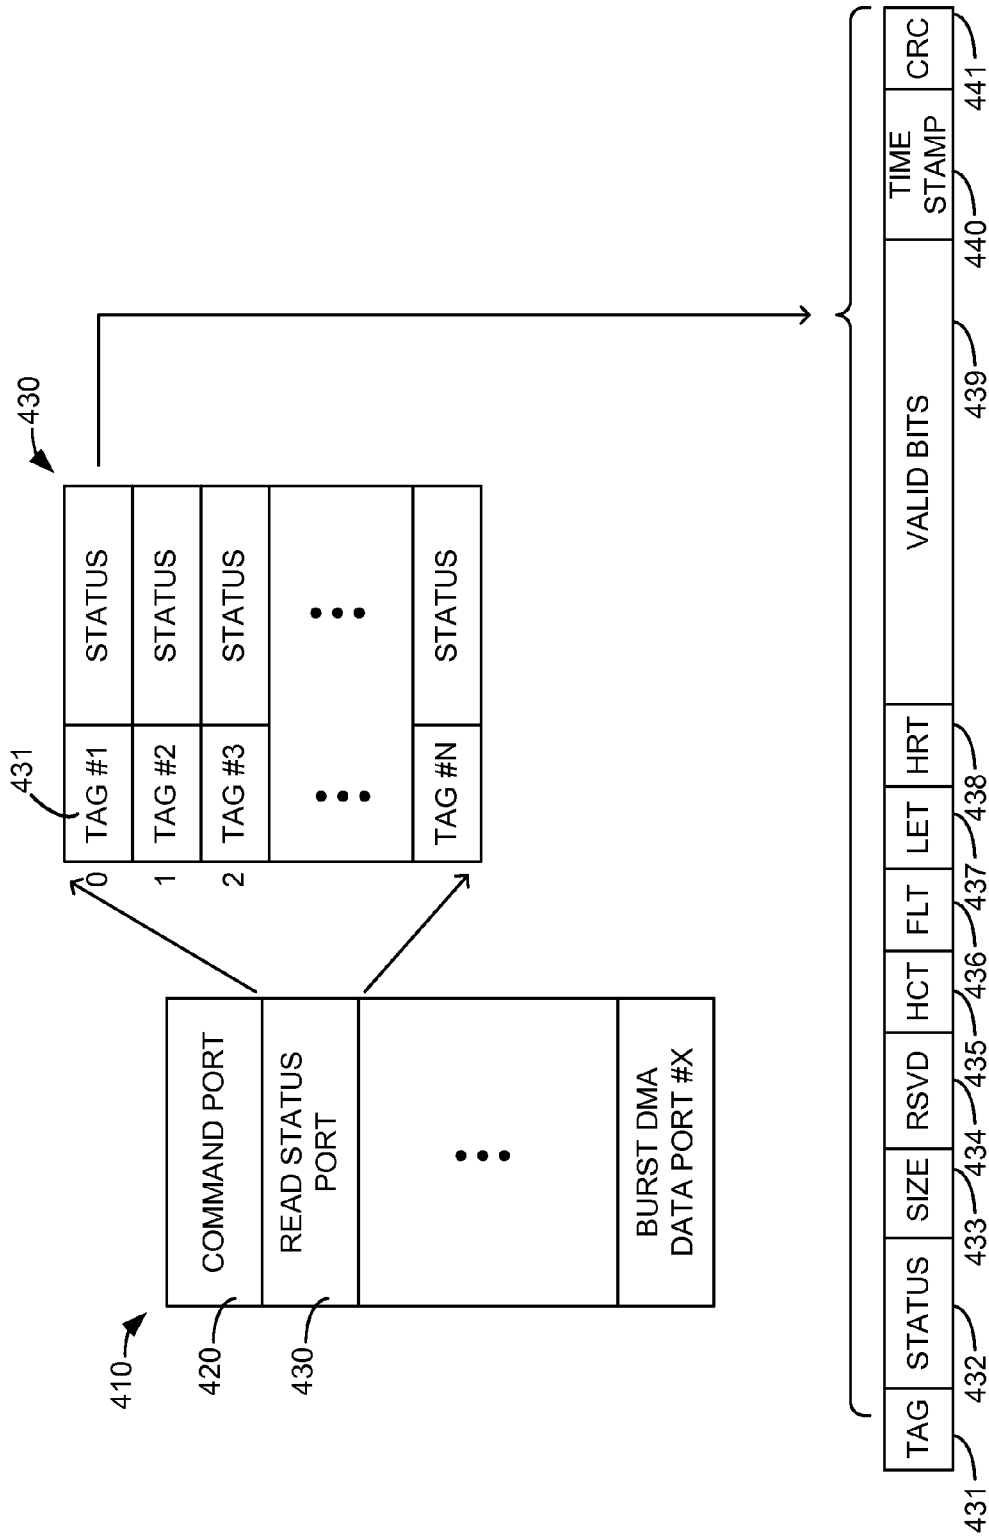 410
420
COMMAND PORT
430
READ STATUS
PORT
•••
BURST DMA
DATA PORT #X
430
431
0
TAG #1
STATUS
1
TAG #2
STATUS
2
TAG #3
STATUS
•••
•••
TAG #N
STATUS
TAG
STATUS
SIZE
RSVD
HCT
FLT
LET
HRT
VALID BITS
TIME
STAMP
CRC
431
432
433
434
435
436
437
438
439
440
441